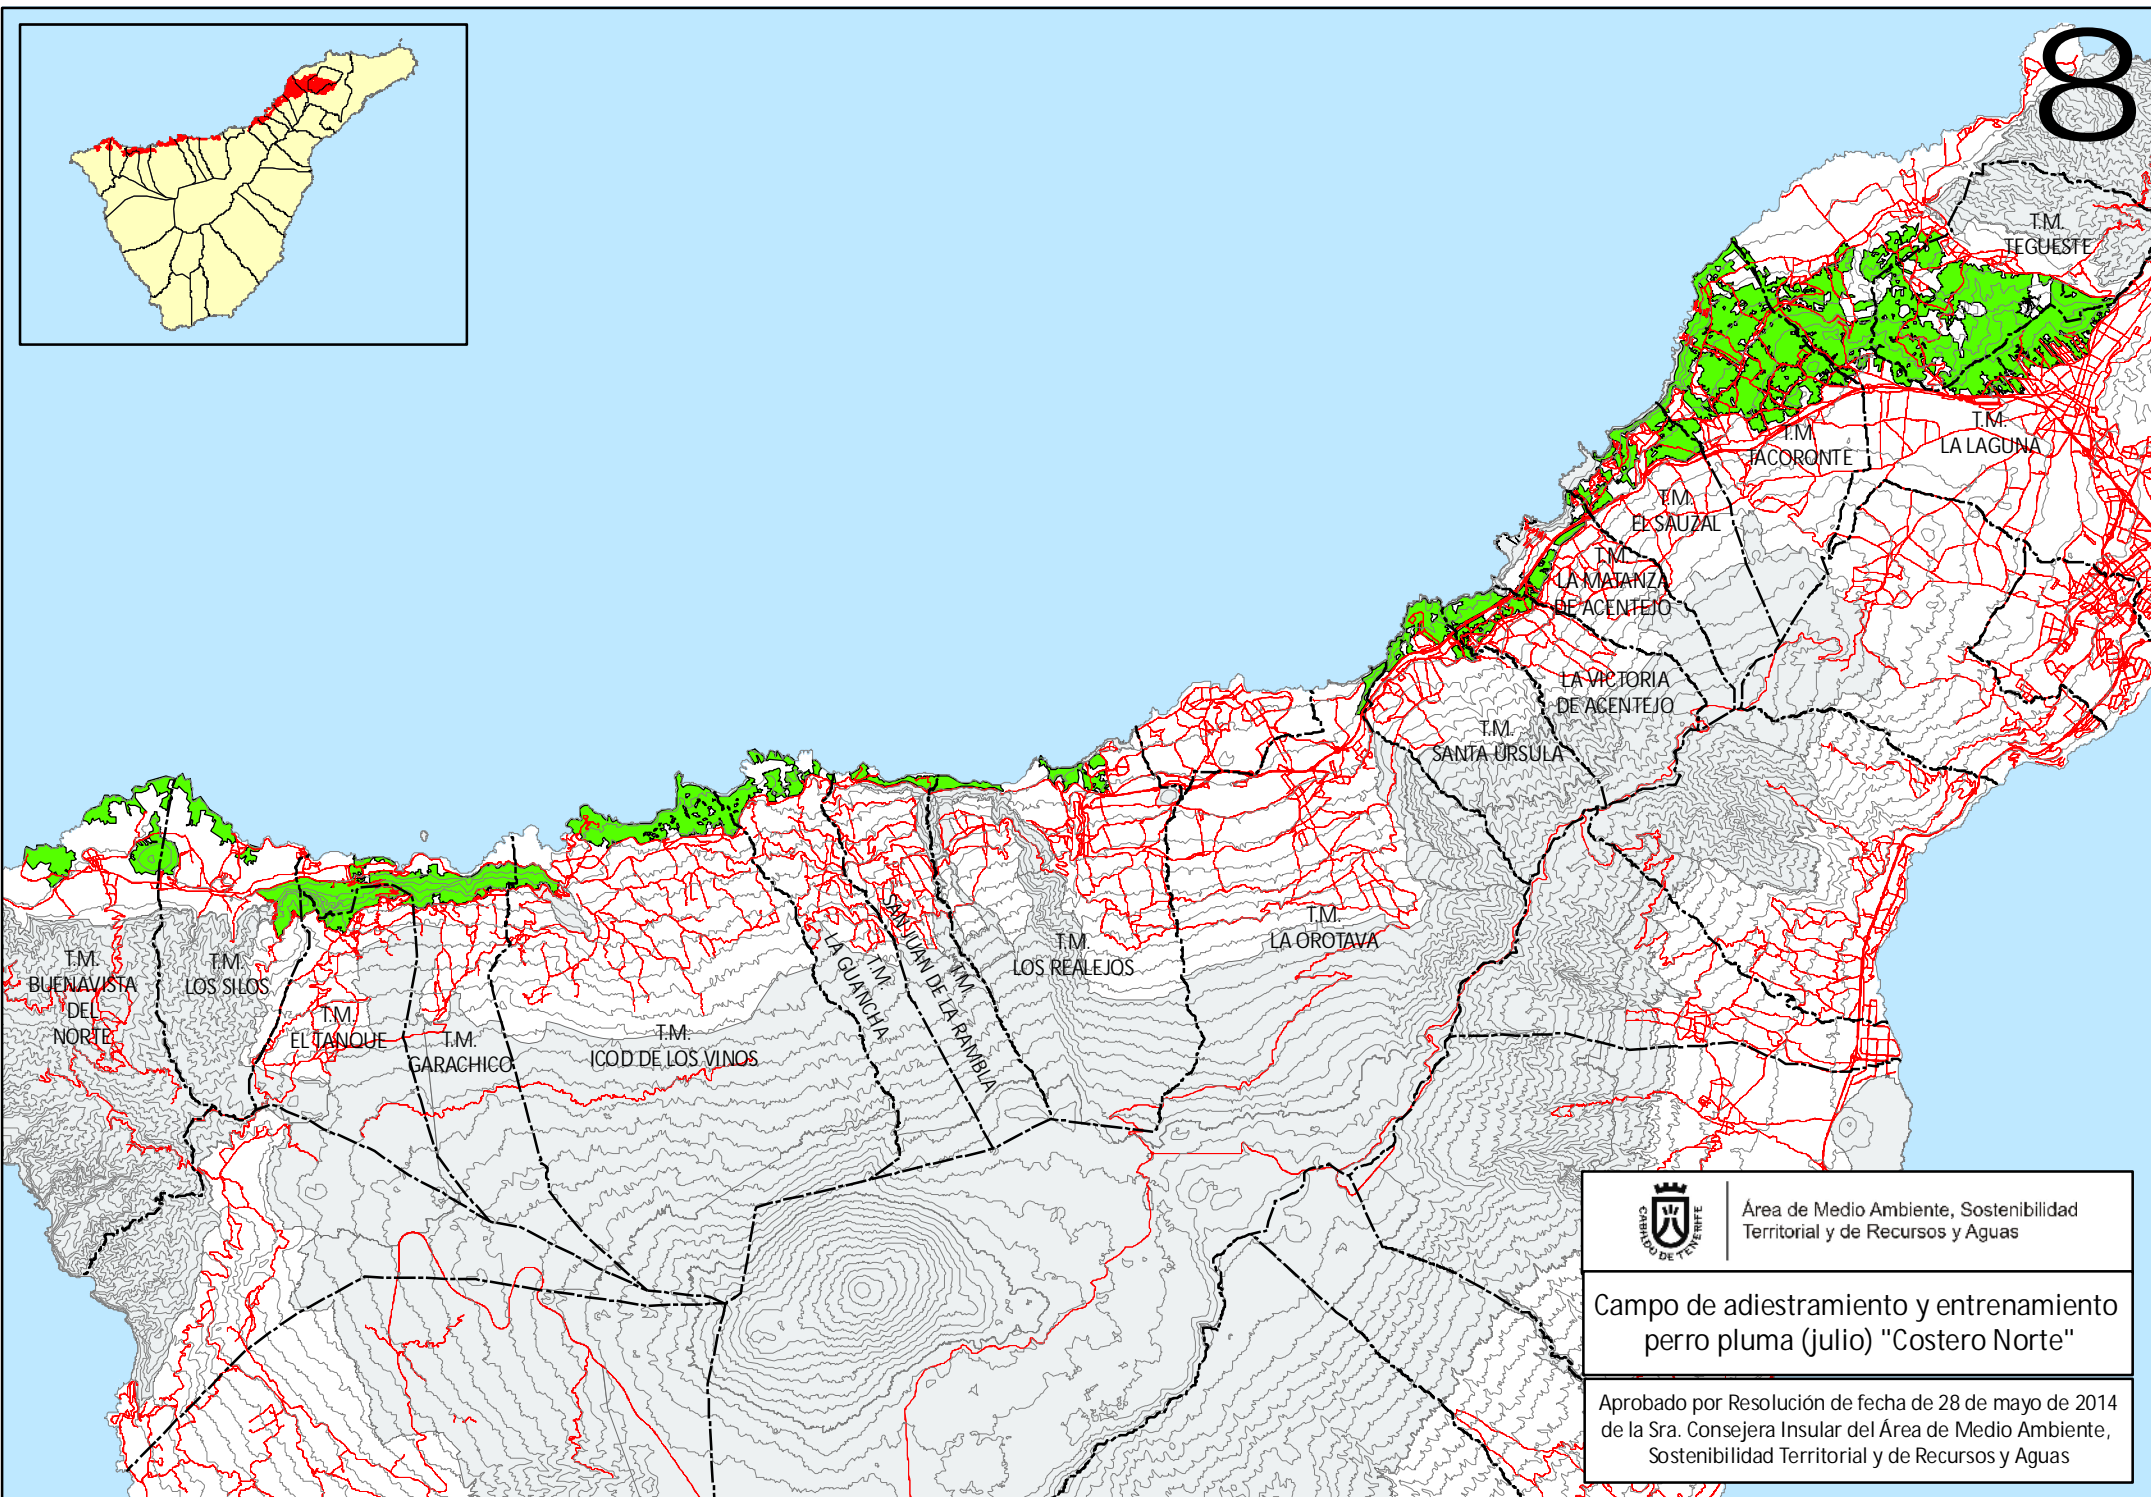 8
T.M.
TEGUESTE
T.M.
LA LAGUNA
T.M.
TACORONTE
T.M.
EL SAUZAL
T.M.
LA MATANZA
DE ACENTEJO
LA VICTORIA
DE ACENTEJO
T.M.
SANTA ÚRSULA
T.M.
LA OROTAVA
T.M.
LOS REALEJOS
T.M.
SAN JUAN DE LA RAMBLA
T.M.
LA GUANCHA
T.M.
ICOD DE LOS VINOS
T.M.
GARACHICO
T.M.
EL TANQUE
T.M.
LOS SILOS
T.M.
BUENAVISTA
DEL
NORTE
CABILDO DE TENERIFE
Área de Medio Ambiente, Sostenibilidad
Territorial y de Recursos y Aguas
Campo de adiestramiento y entrenamiento
perro pluma (julio) "Costero Norte"
Aprobado por Resolución de fecha de 28 de mayo de 2014
de la Sra. Consejera Insular del Área de Medio Ambiente,
Sostenibilidad Territorial y de Recursos y Aguas